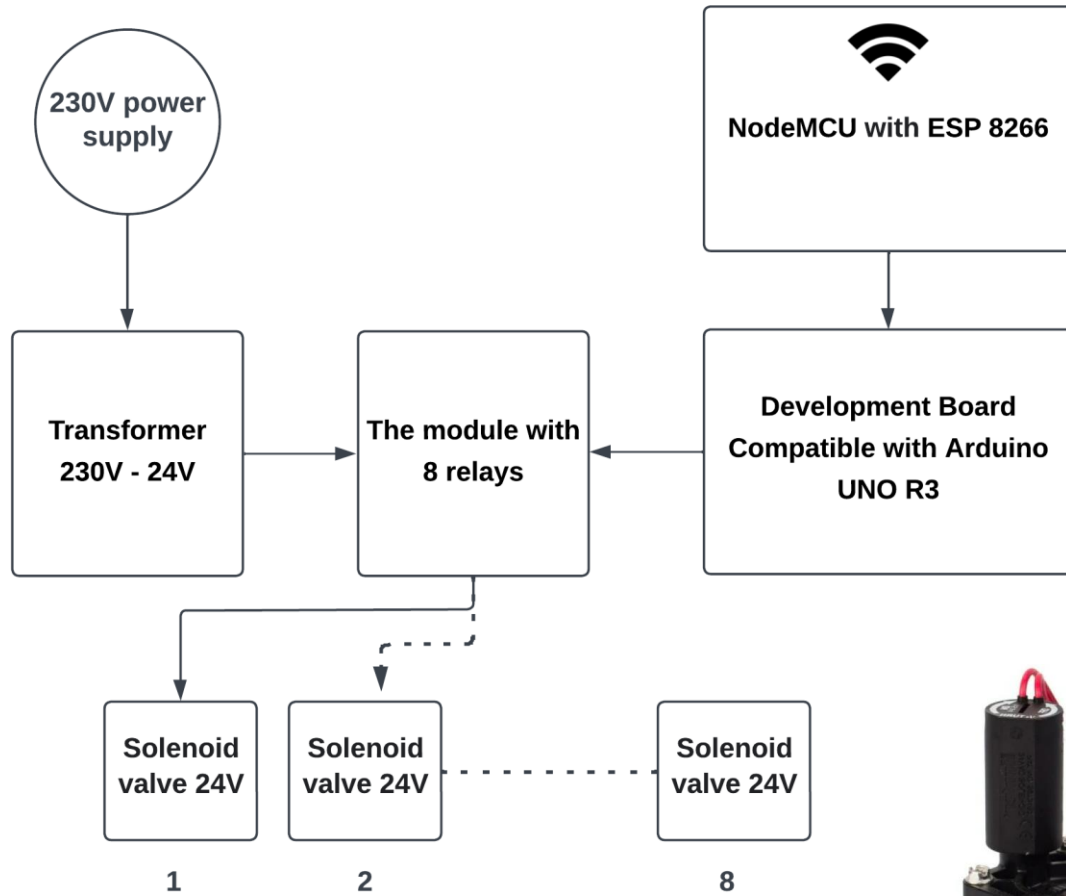 230V power
supply
NodeMCU with ESP 8266
Transformer
230V - 24V
The module with
8 relays
Development Board
Compatible with Arduino
UNO R3
Solenoid
valve 24V
Solenoid
valve 24V
Solenoid
valve 24V
1
2
8